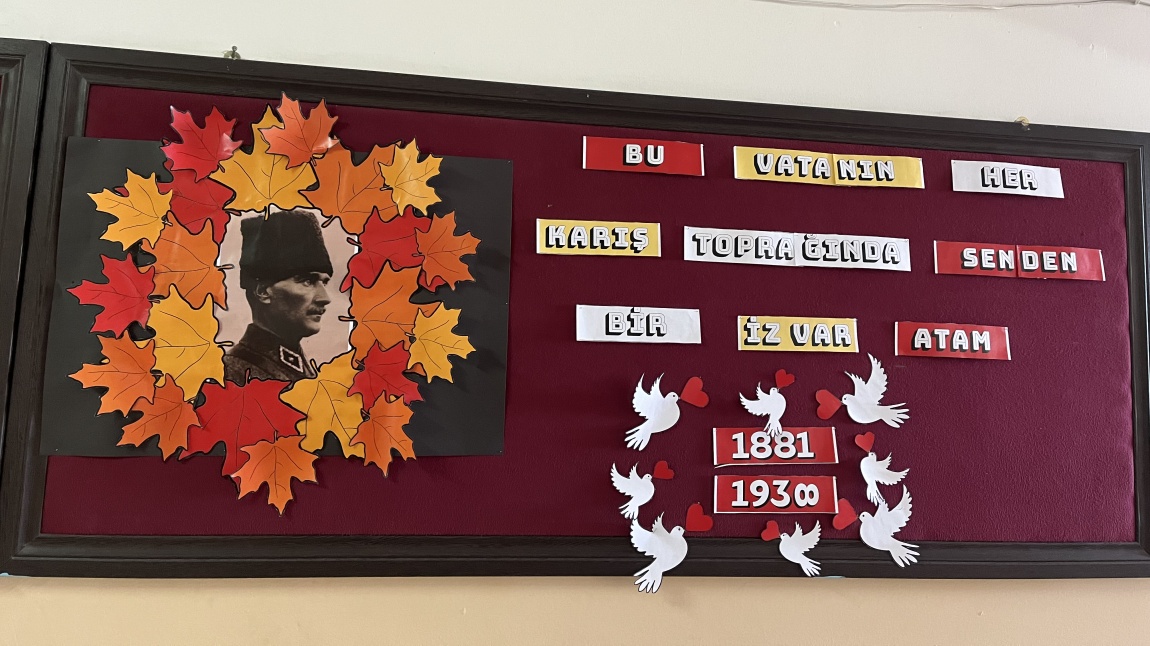 BU VATANIN HER
KARIŞ TOPRAĞINDA SENDEN
BİR İZ VAR ATAM
1881
193∞